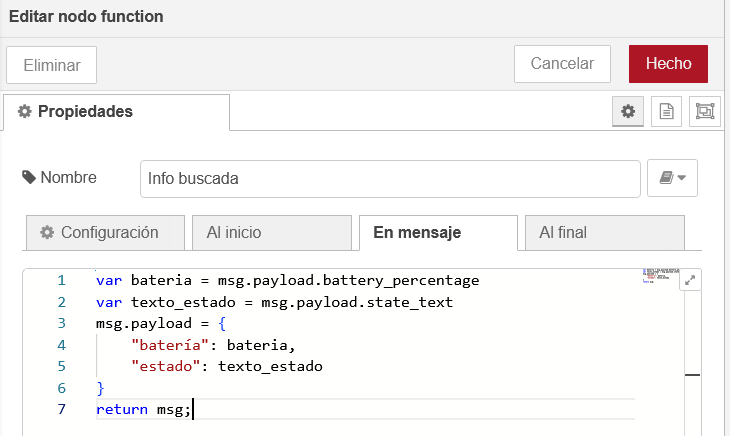 Editar nodo function
Eliminar
Cancelar
Hecho
Propiedades
Nombre
Info buscada
Configuración
Al inicio
En mensaje
Al final
1 var bateria = msg.payload.battery_percentage
2 var texto_estado = msg.payload.state_text
3 msg.payload = {
4 "batería": bateria,
5 "estado": texto_estado
6 }
7 return msg;